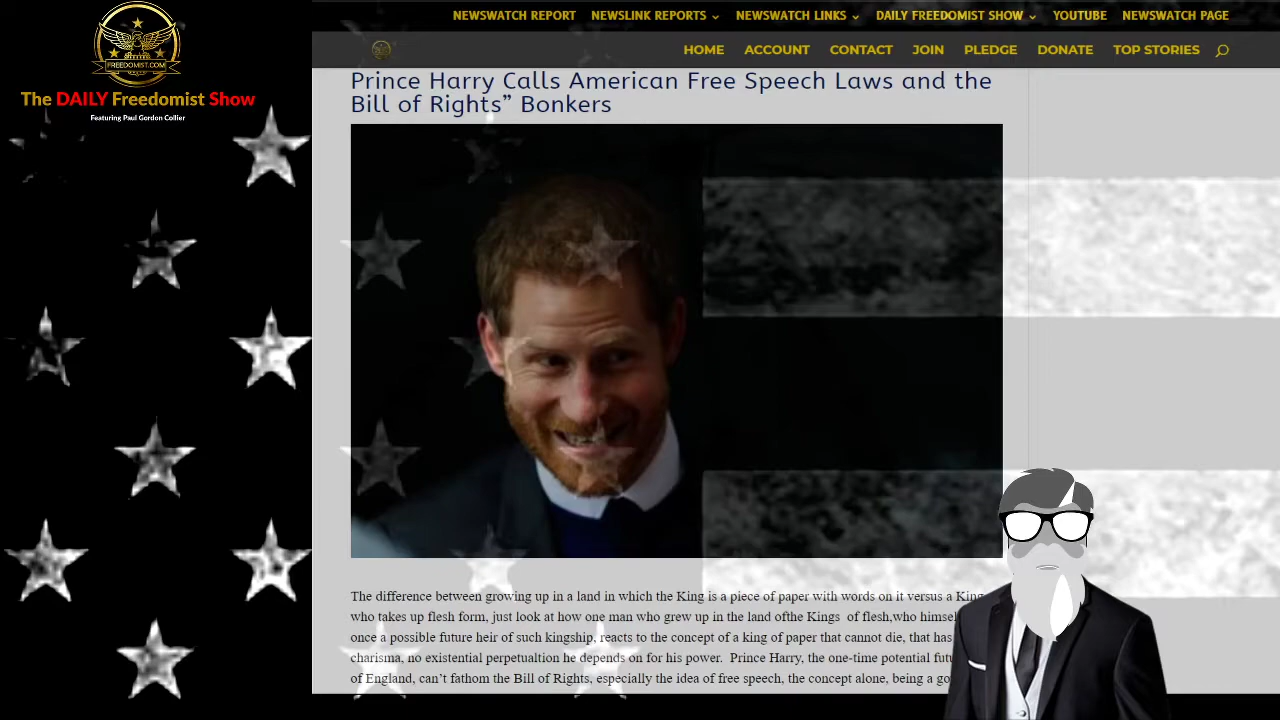 FREEDOMIST.COM
The DAILY Freedomist Show
Featuring Paul Gordon Collier
NEWSWATCH REPORT NEWSLINK REPORTS NEWSWATCH LINKS DAILY FREEDOMIST SHOW YOUTUBE NEWSWATCH PAGE
HOME ACCOUNT CONTACT JOIN PLEDGE DONATE TOP STORIES
Prince Harry Calls American Free Speech Laws and the
Bill of Rights” Bonkers
The difference between growing up in a land in which the King is a piece of paper with words on it versus a King
who takes up flesh form, just look at how one man who grew up in the land ofthe Kings of flesh,who
once a possible future heir of such kingship, reacts to the concept of a king of paper that cannot die, that has
charisma, no existential perpetualtion he depends on for his power. Prince Harry, the one-time potential
of England, can’t fathom the Bill of Rights, especially the idea of free speech, the concept alone, being a